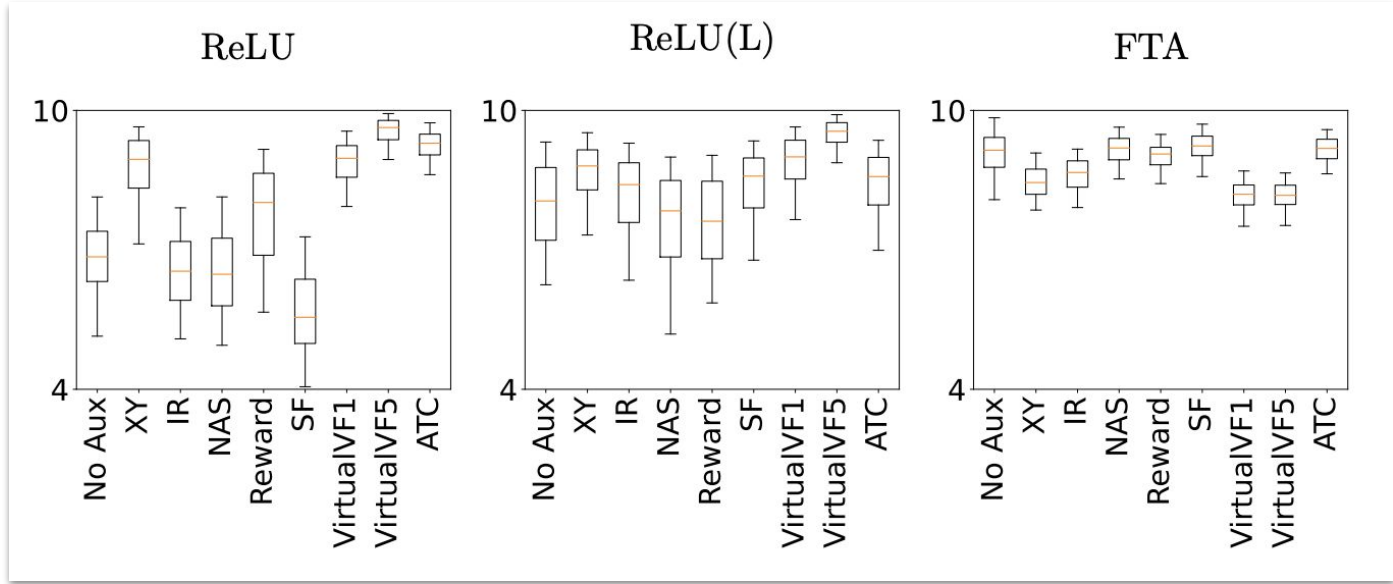 ReLU
10
4
No Aux
XY
IR
NAS
Reward
SF
VirtualVF1
VirtualVF5
ATC
ReLU(L)
10
4
No Aux
XY
IR
NAS
Reward
SF
VirtualVF1
VirtualVF5
ATC
FTA
10
4
No Aux
XY
IR
NAS
Reward
SF
VirtualVF1
VirtualVF5
ATC